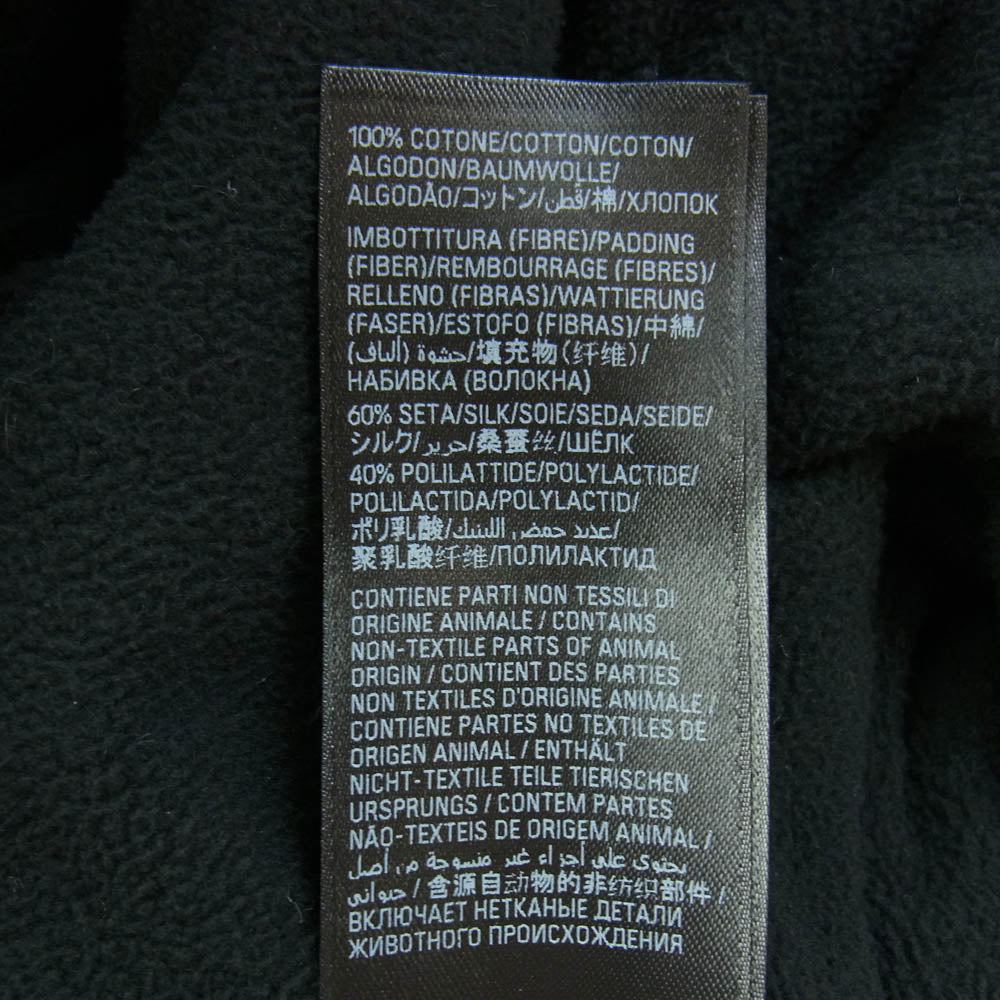 100% COTONE/COTTON/COTON/
ALGODON/BAUMWOLLE/
ALGODÃO/コットン/قطن/棉/ХЛОПОК
IMBOTTITURA (FIBRE)/PADDING
(FIBER)/REMBOURRAGE (FIBRES)/
RELLENO (FIBRAS)/WATTIERUNG
(FASER)/ESTOFO (FIBRAS)/中綿/
حشوة (ألياف)/填充物(纤维)/
НАБИВКА (ВОЛОКНА)
60% SETA/SILK/SOIE/SEDA/SEIDE/
シルク/حرير/桑蚕丝/ШЁЛК
40% POLILATTIDE/POLYLACTIDE/
POLILACTIDA/POLYLACTID/
ポリ乳酸/عديد حمض اللبنيك/
聚乳酸纤维/ПОЛИЛАКТИД
CONTIENE PARTI NON TESSILI DI
ORIGINE ANIMALE / CONTAINS
NON-TEXTILE PARTS OF ANIMAL
ORIGIN / CONTIENT DES PARTIES
NON TEXTILES D'ORIGINE ANIMALE /
CONTIENE PARTES NO TEXTILES DE
ORIGEN ANIMAL / ENTHÄLT
NICHT-TEXTILE TEILE TIERISCHEN
URSPRUNGS / CONTEM PARTES
NÃO-TEXTEIS DE ORIGEM ANIMAL /
يحتوي على أجزاء غير منسوجة من أصل
حيواني / 含源自动物的非纺织部件 /
ВКЛЮЧАЕТ НЕТКАНЫЕ ДЕТАЛИ
ЖИВОТНОГО ПРОИСХОЖДЕНИЯ